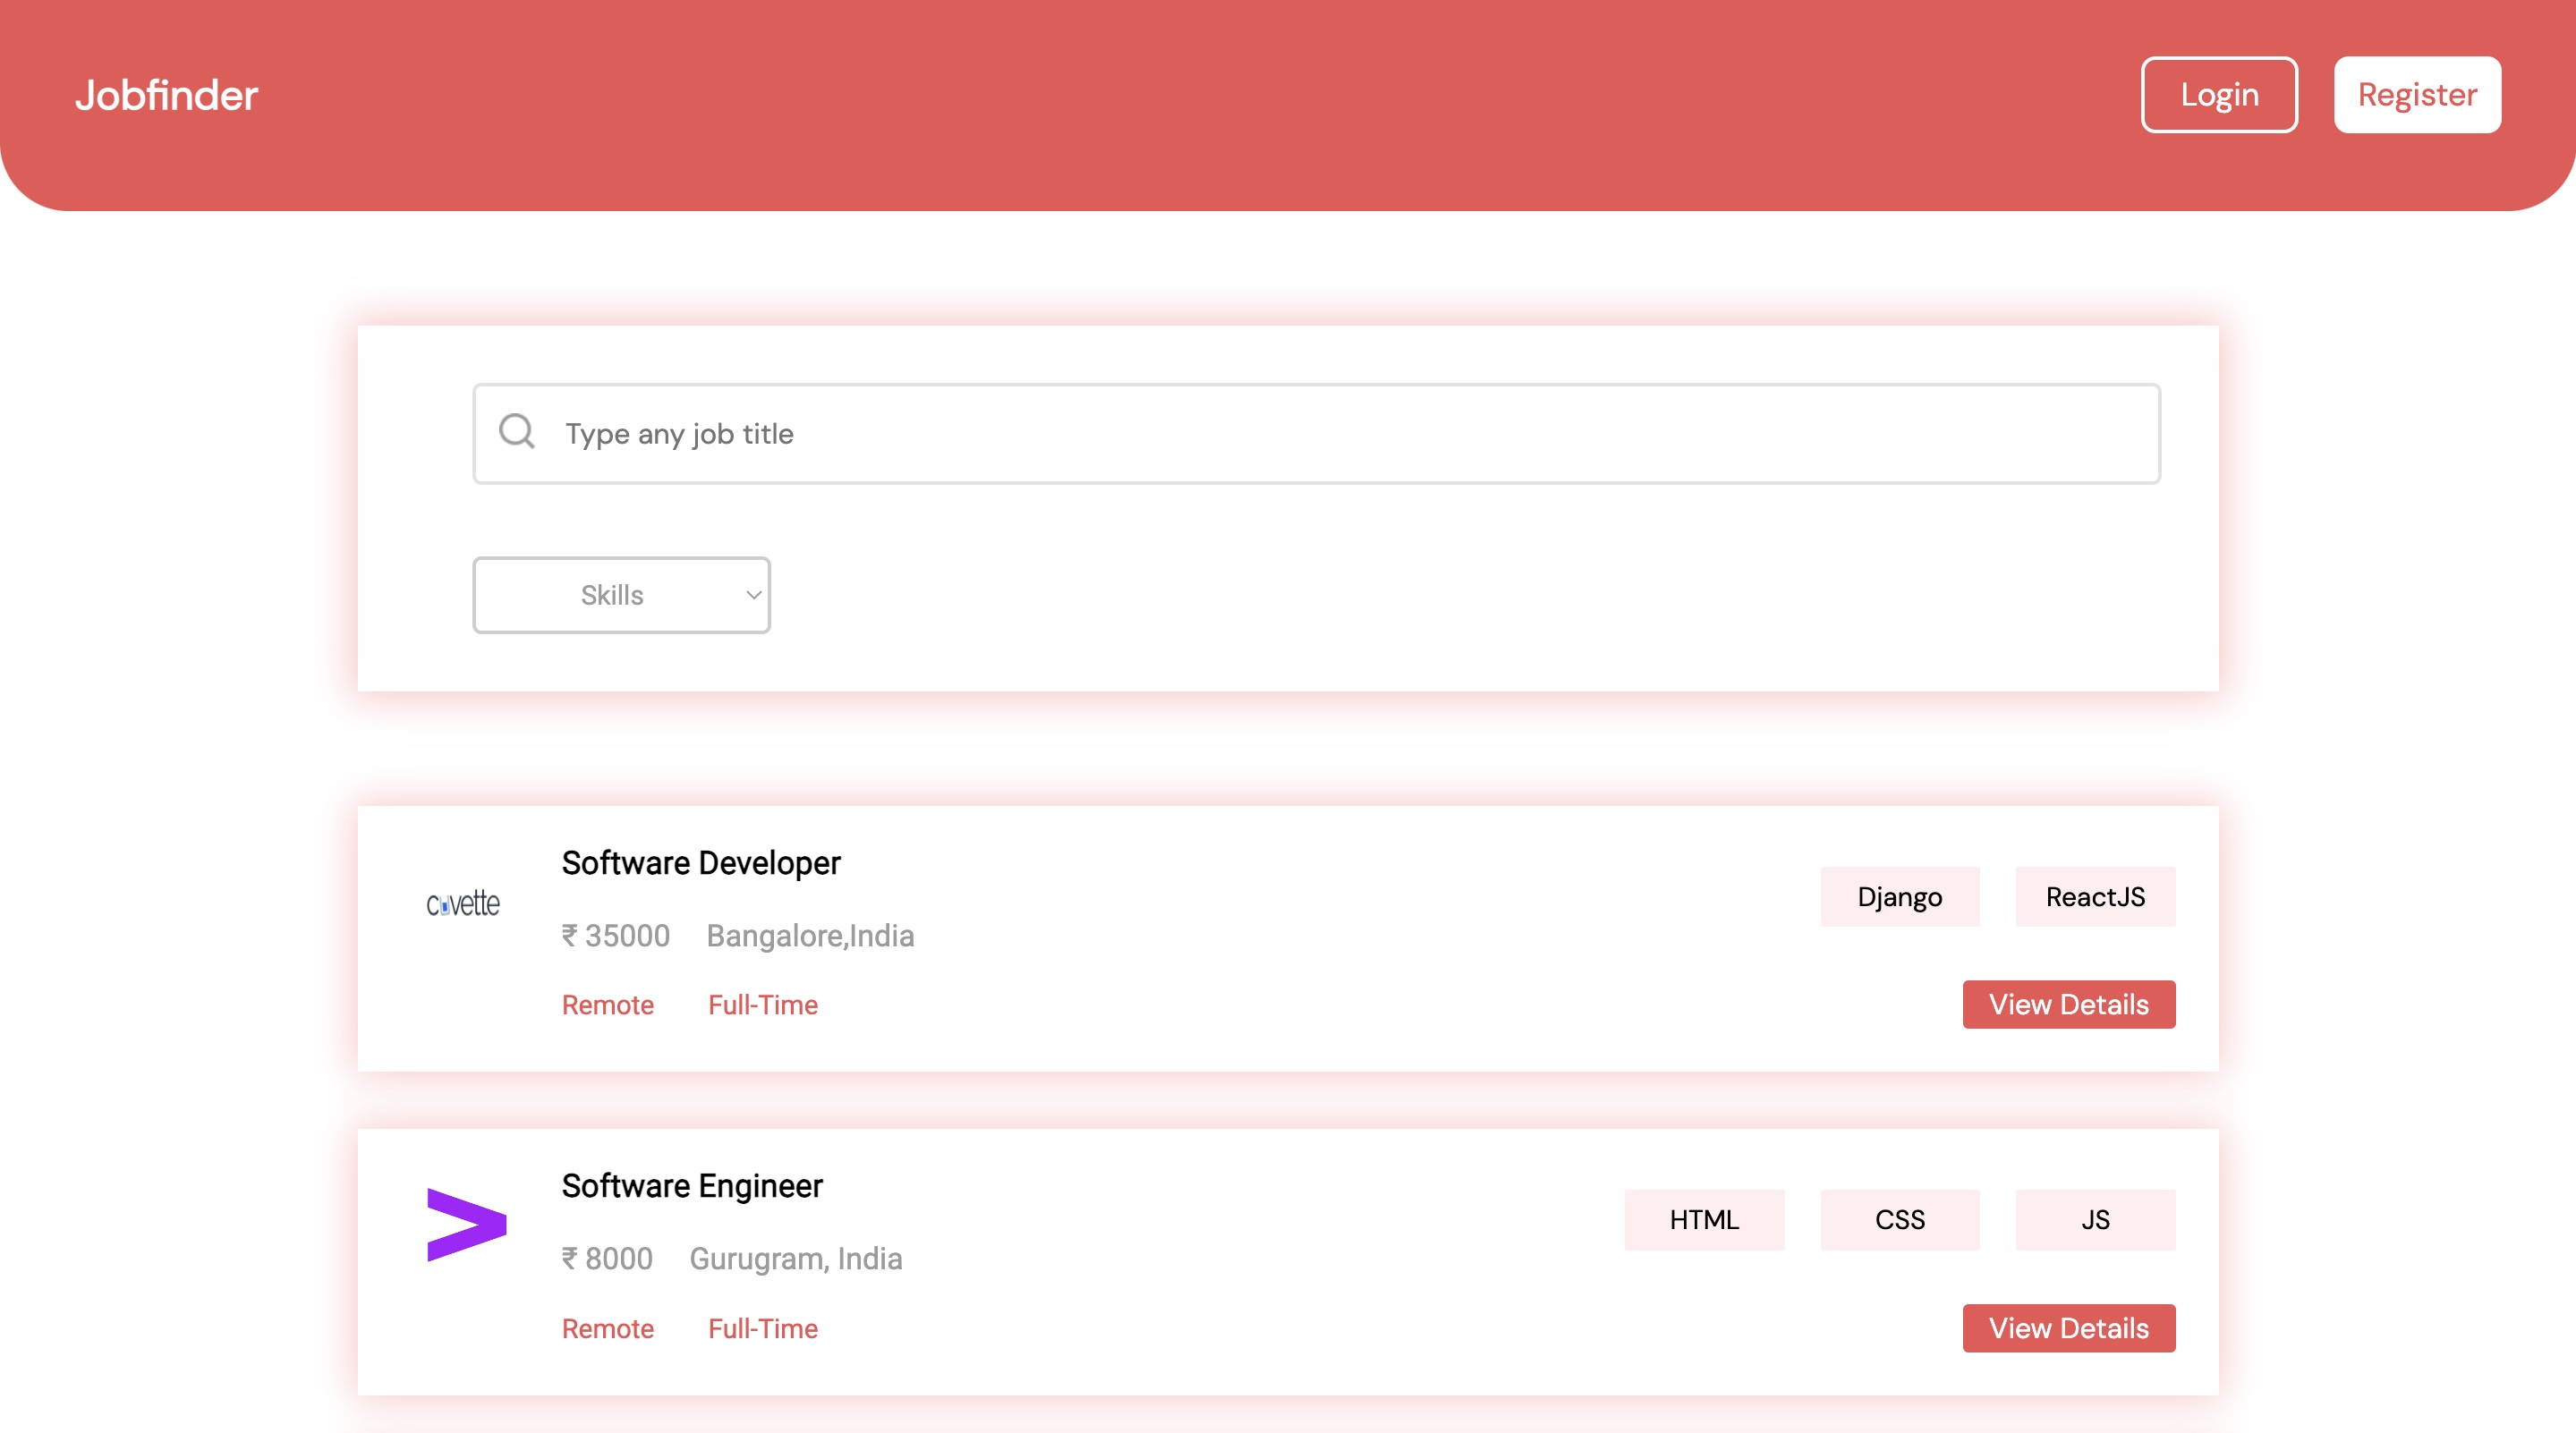 Jobfinder
Login
Register
Type any job title
Skills
cuvette
Software Developer
Django
ReactJS
₹ 35000
Bangalore,India
Remote
Full-Time
View Details
Software Engineer
HTML
CSS
JS
₹ 8000
Gurugram, India
Remote
Full-Time
View Details